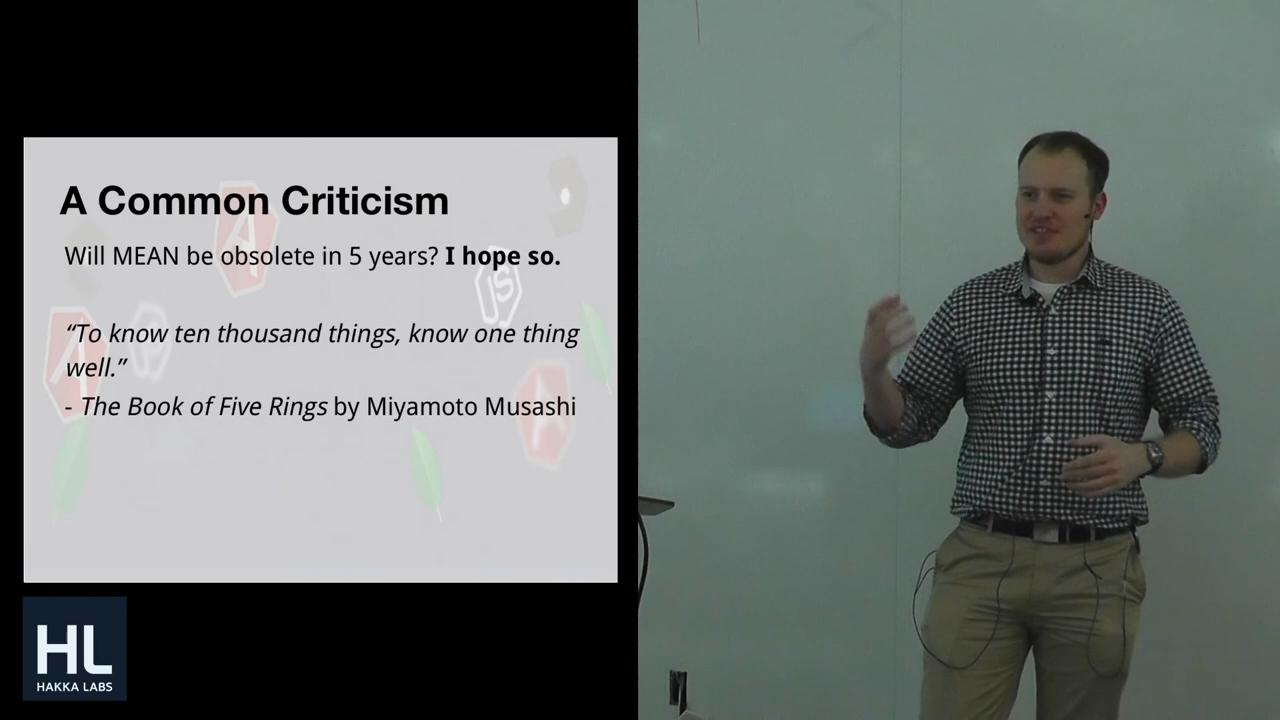 A Common Criticism
Will MEAN be obsolete in 5 years? I hope so.
“To know ten thousand things, know one thing
well.”
- The Book of Five Rings by Miyamoto Musashi
JS
HL
HAKKA LABS